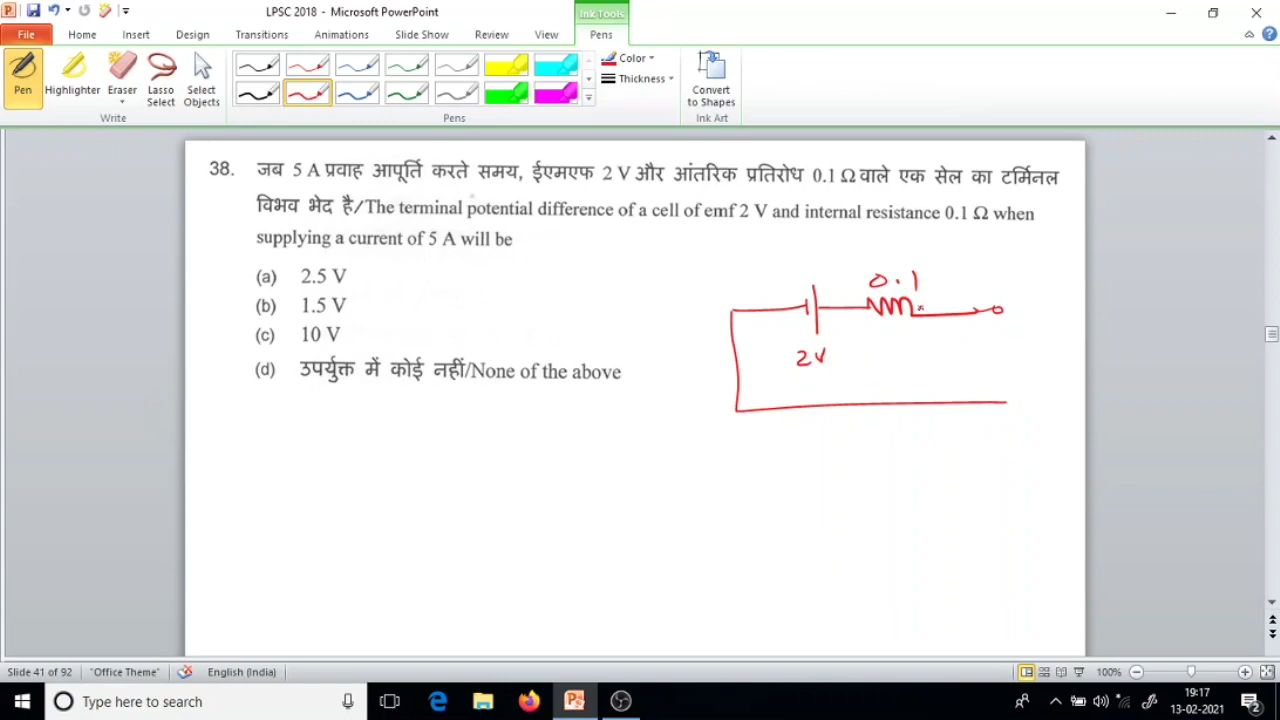 LPSC 2018 - Microsoft PowerPoint
Ink Tools
File Home Insert Design Transitions Animations Slide Show Review View Pens
Pen Highlighter Eraser Lasso Select Select Objects
Color
Thickness
Convert to Shapes
Write Pens Ink Art
38. जब 5 A प्रवाह आपूर्ति करते समय, ईएमएफ 2 V और आंतरिक प्रतिरोध 0.1 Ω वाले एक सेल का टर्मिनल
विभव भेद है/The terminal potential difference of a cell of emf 2 V and internal resistance 0.1 Ω when
supplying a current of 5 A will be
(a) 2.5 V
(b) 1.5 V
(c) 10 V
(d) उपर्युक्त में कोई नहीं/None of the above
0.1
2V
Slide 41 of 92 "Office Theme" English (India) 100%
Type here to search
19:17
13-02-2021
2